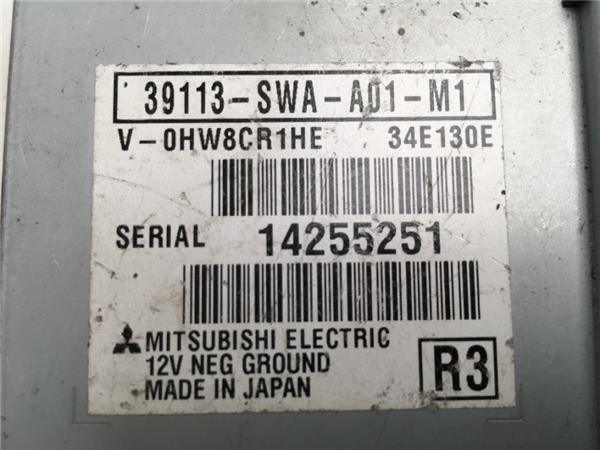 39113-SWA-A01-M1
V-0HW8CR1HE 34E130E
SERIAL 14255251
MITSUBISHI ELECTRIC
12V NEG GROUND
MADE IN JAPAN
R3